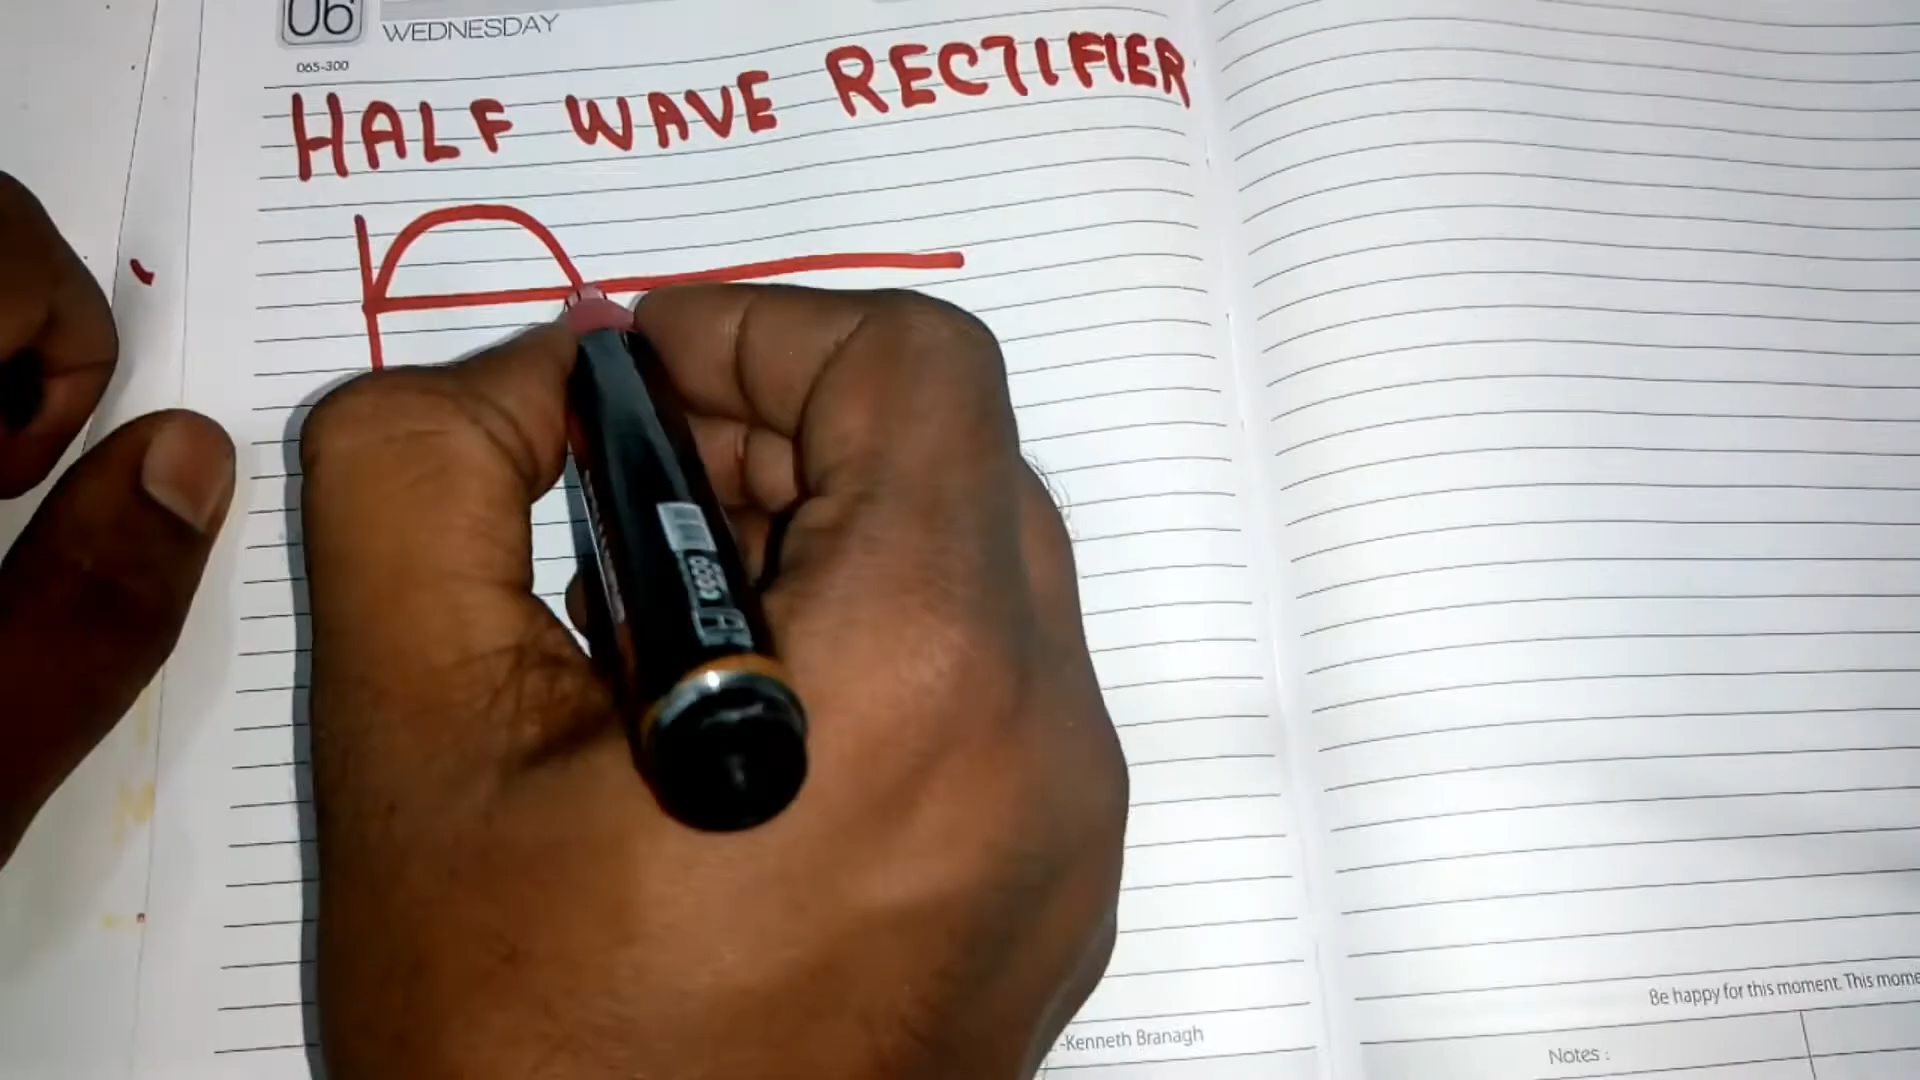 06
WEDNESDAY
065-300
HALF WAVE RECTIFIER
-Kenneth Branagh
Be happy for this moment. This mome
Notes :